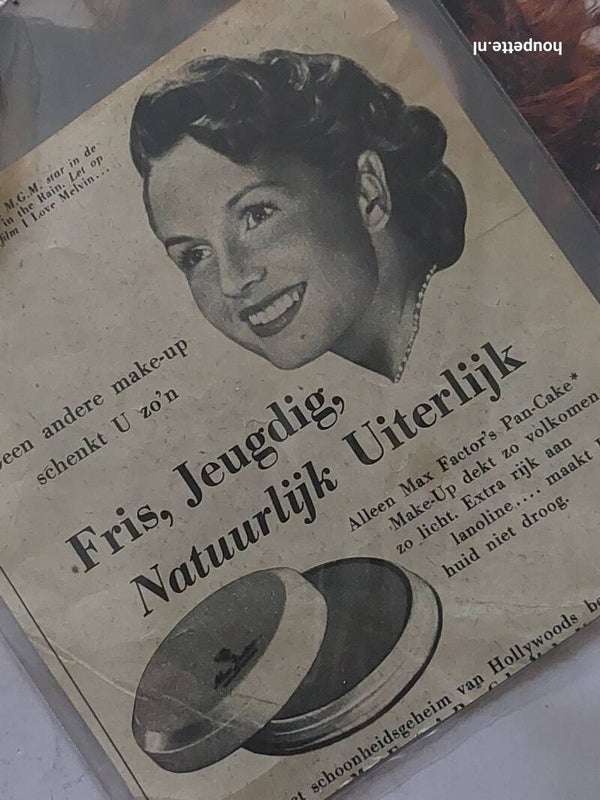 houpette.nl
M.G.M. star in de
in the Rain. Let op
film I Love Melvin...
een andere make-up
schenkt U zo'n
Fris, Jeugdig,
Natuurlijk Uiterlijk
Alleen Max Factor's Pan-Cake*
Make-Up dekt zo volkomen
zo licht. Extra rijk aan
lanoline.... maakt
huid niet droog.
schoonheidsgeheim van Hollywoods be